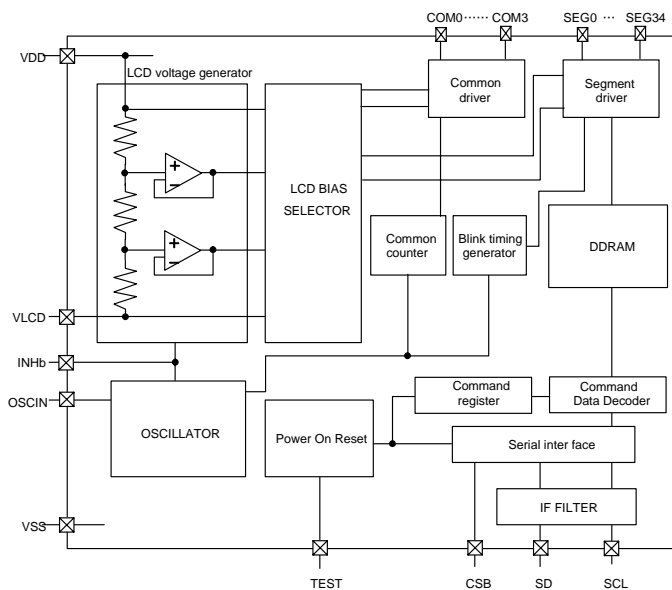 COM0 ······ COM3
SEG0 ··· SEG34
VDD
LCD voltage generator
Common
driver
Segment
driver
+
−
LCD BIAS
SELECTOR
+
−
Common
counter
Blink timing
generator
DDRAM
VLCD
INHb
OSCIN
OSCILLATOR
Power On Reset
Command
register
Command
Data Decoder
Serial inter face
IF FILTER
VSS
TEST
CSB
SD
SCL